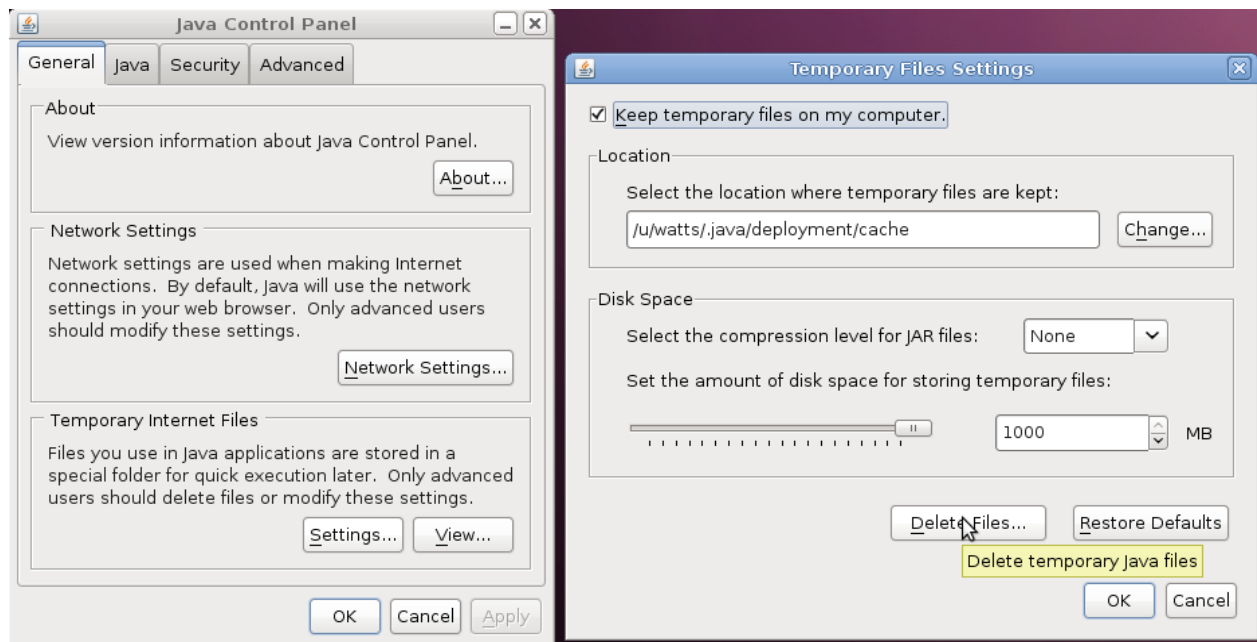 Java Control Panel
General Java Security Advanced
About
View version information about Java Control Panel.
About...
Network Settings
Network settings are used when making Internet
connections. By default, Java will use the network
settings in your web browser. Only advanced users
should modify these settings.
Network Settings...
Temporary Internet Files
Files you use in Java applications are stored in a
special folder for quick execution later. Only advanced
users should delete files or modify these settings.
Settings... View...
OK Cancel Apply
Temporary Files Settings
Keep temporary files on my computer.
Location
Select the location where temporary files are kept:
/u/watts/.java/deployment/cache Change...
Disk Space
Select the compression level for JAR files: None
Set the amount of disk space for storing temporary files:
1000 MB
Delete Files... Restore Defaults
Delete temporary Java files
OK Cancel